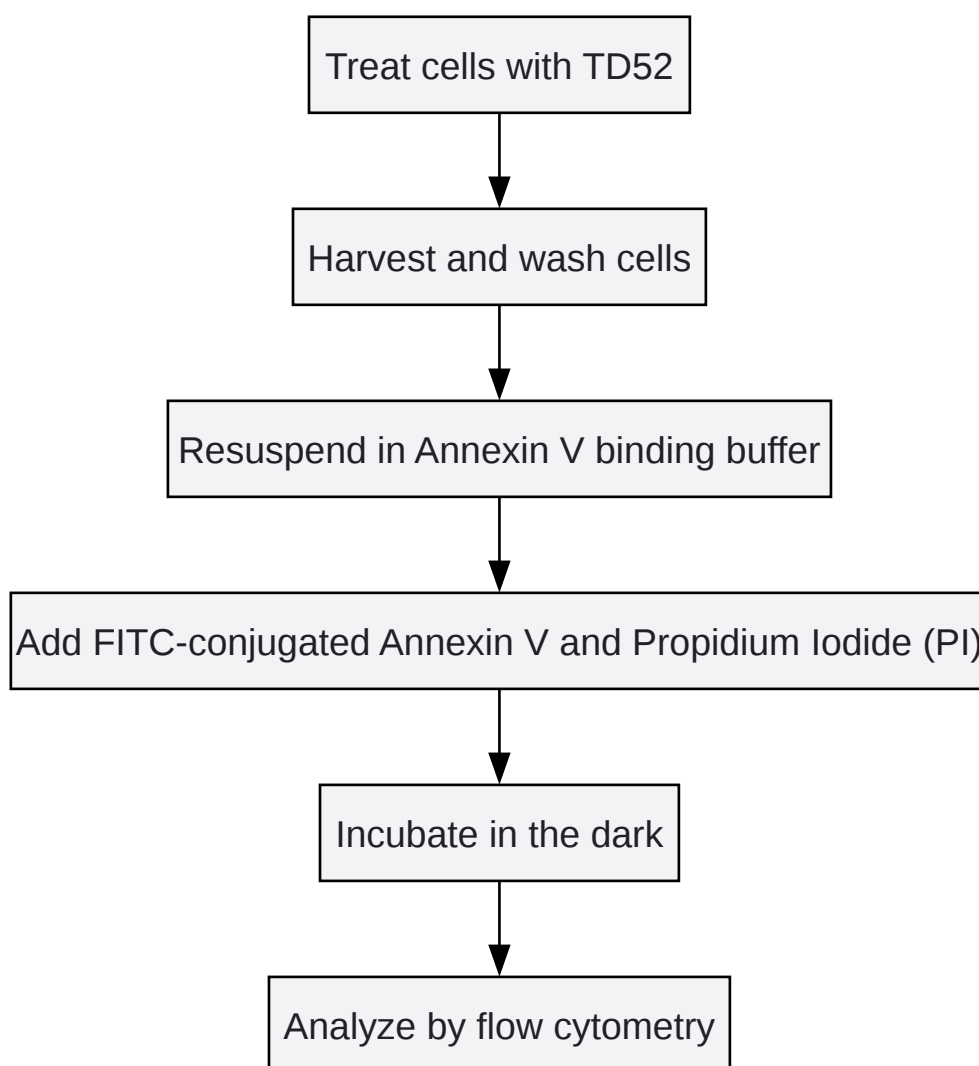 Treat cells with TD52
Harvest and wash cells
Resuspend in Annexin V binding buffer
Add FITC-conjugated Annexin V and Propidium Iodide (PI)
Incubate in the dark
Analyze by flow cytometry